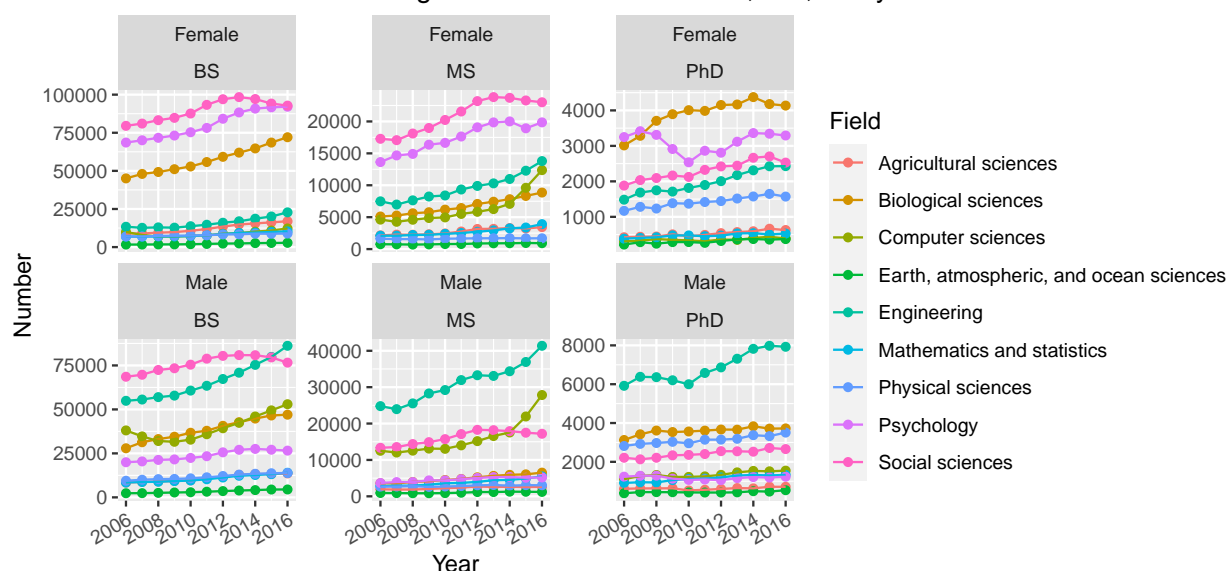 Female
BS
Female
MS
Female
PhD
100000
75000
50000
25000
0
20000
15000
10000
5000
0
4000
3000
2000
1000
Male
BS
Male
MS
Male
PhD
75000
50000
25000
0
40000
30000
20000
10000
0
8000
6000
4000
2000
2006
2008
2010
2012
2014
2016
2006
2008
2010
2012
2014
2016
2006
2008
2010
2012
2014
2016
Number
Year
Field
Agricultural sciences
Biological sciences
Computer sciences
Earth, atmospheric, and ocean sciences
Engineering
Mathematics and statistics
Physical sciences
Psychology
Social sciences